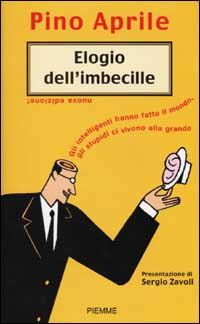 Pino Aprile
Elogio
dell'imbecille
nuova edizione!
Gli intelligenti hanno fatto il mondo,
gli stupidi ci vivono alla grande
Presentazione di
Sergio Zavoli
PIEMME